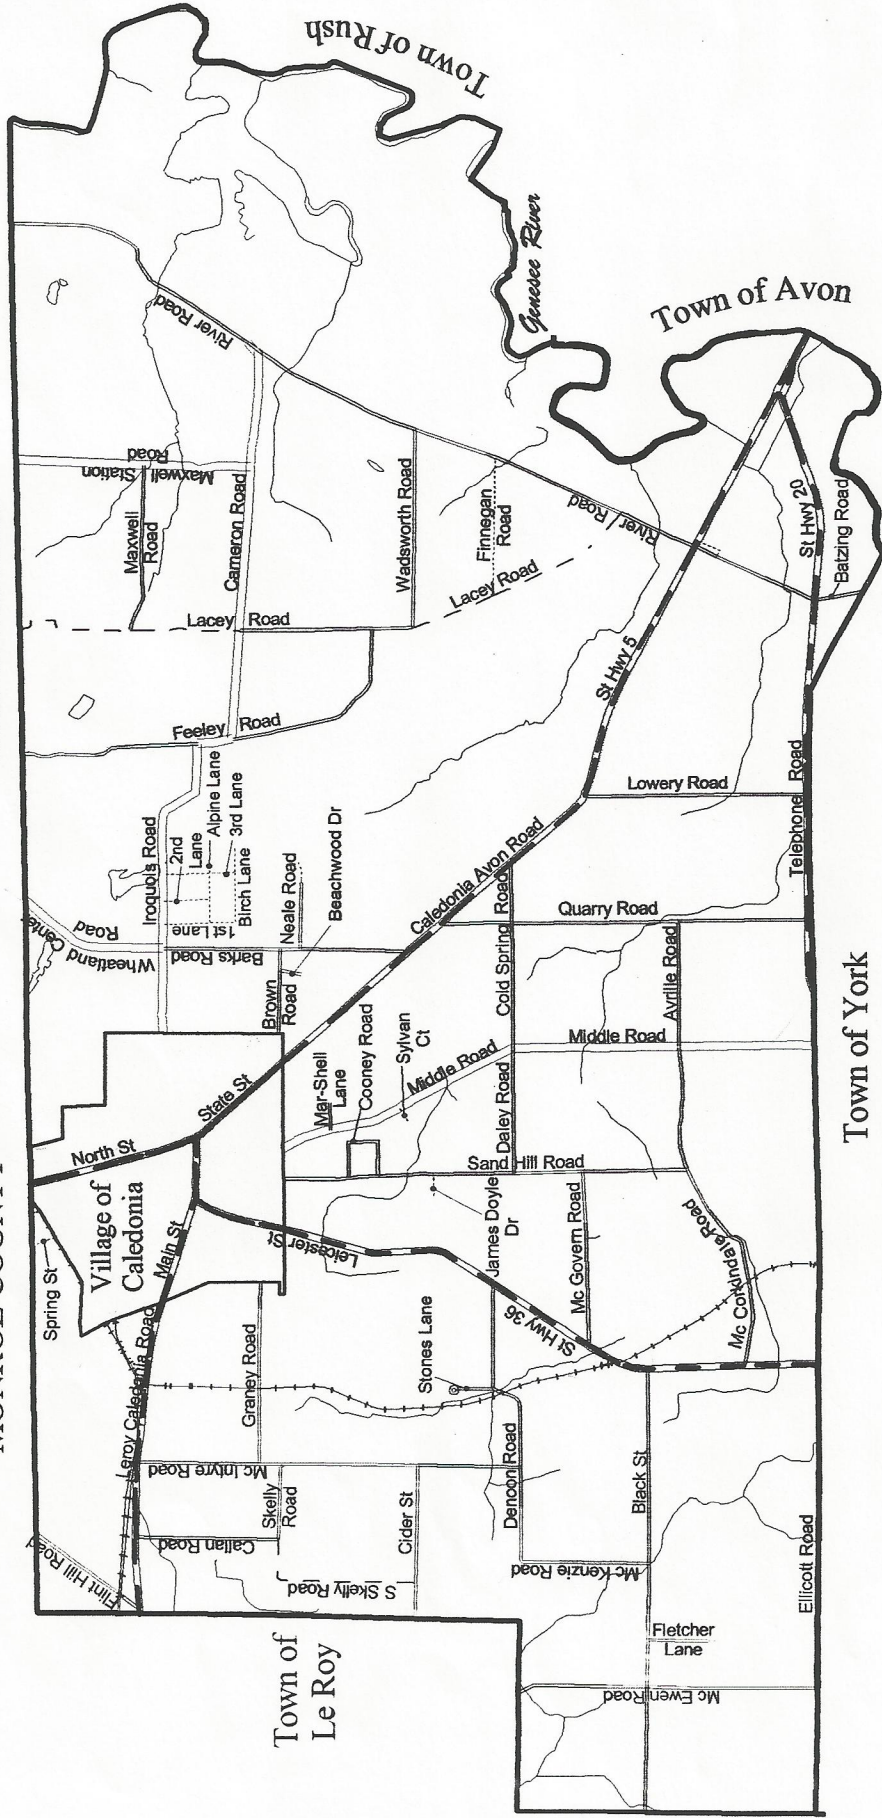 Town of Rush
Genesee River
Town of Avon
River Road
Maxwell Station
Road
Maxwell
Road
Cameron Road
Wadsworth Road
Finnegan
Road
River Road
St Hwy 20
Batzing Road
Lacey Road
Lacey Road
St Hwy 5
Feeley Road
Lowery Road
Telephone Road
Iroquois Road
2nd
Lane
Alpine Lane
3rd Lane
Birch Lane
1st Lane
Neale Road
Beachwood Dr
Caledonia Avon Road
Wheatland Cente
Road
Barks Road
Brown
Road
Cold Spring Road
Quarry Road
Avrille Road
Middle Road
Middle Road
Town of York
State St
Mar-Shell
Lane
Cooney Road
Sylvan
Ct
Daley Road
Sand Hill Road
North St
Village of
Caledonia
Main St
Spring St
Leicester St
James Doyle
Dr
Mc Govern Road
Mc Corkindale Road
St Hwy 36
Leroy Caledonia Road
Graney Road
Stones Lane
Mc Intyre Road
Skelly
Road
Cider St
Denoon Road
Black St
Callan Road
S Skelly Road
Mc Kenzie Road
Ellicott Road
Flint Hill Road
Town of
Le Roy
Fletcher
Lane
Mc Ewen Road